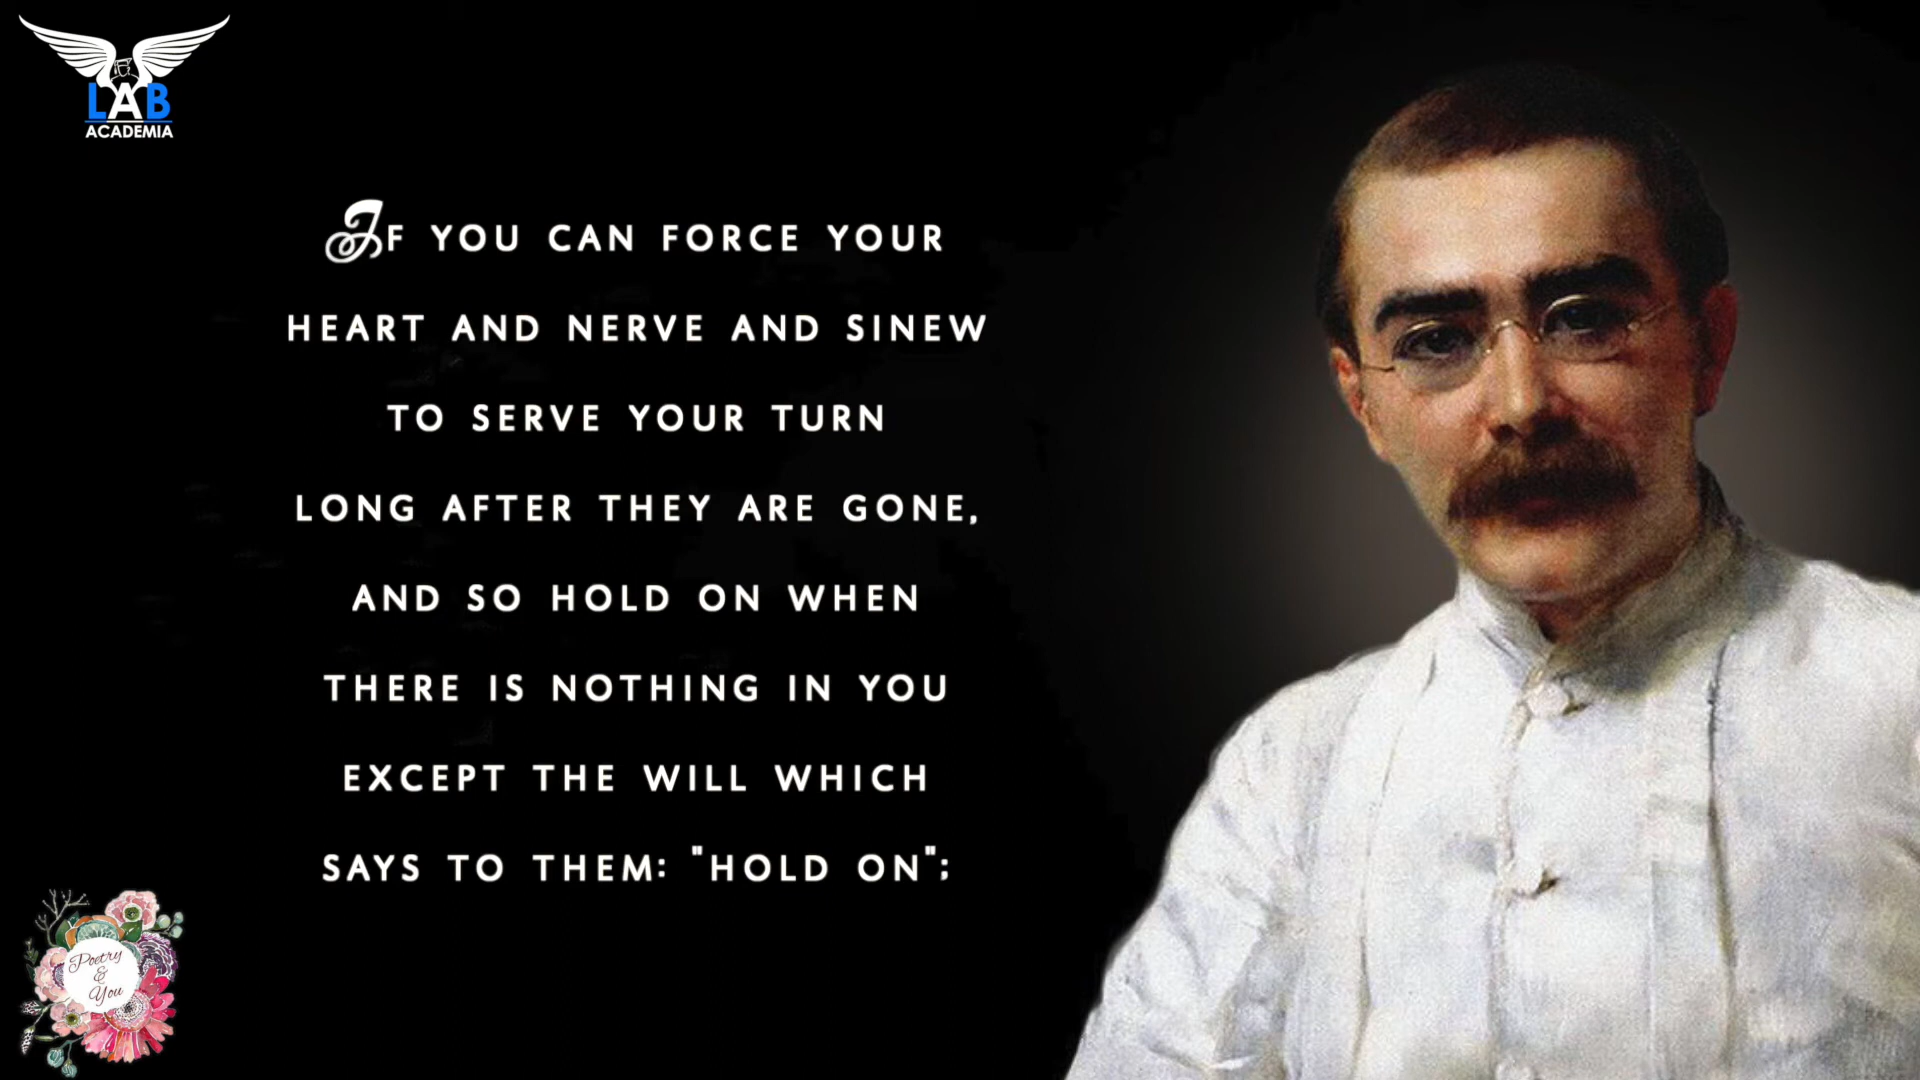 LAB
ACADEMIA
IF YOU CAN FORCE YOUR
HEART AND NERVE AND SINEW
TO SERVE YOUR TURN
LONG AFTER THEY ARE GONE,
AND SO HOLD ON WHEN
THERE IS NOTHING IN YOU
EXCEPT THE WILL WHICH
SAYS TO THEM: "HOLD ON";
Poetry
&
You